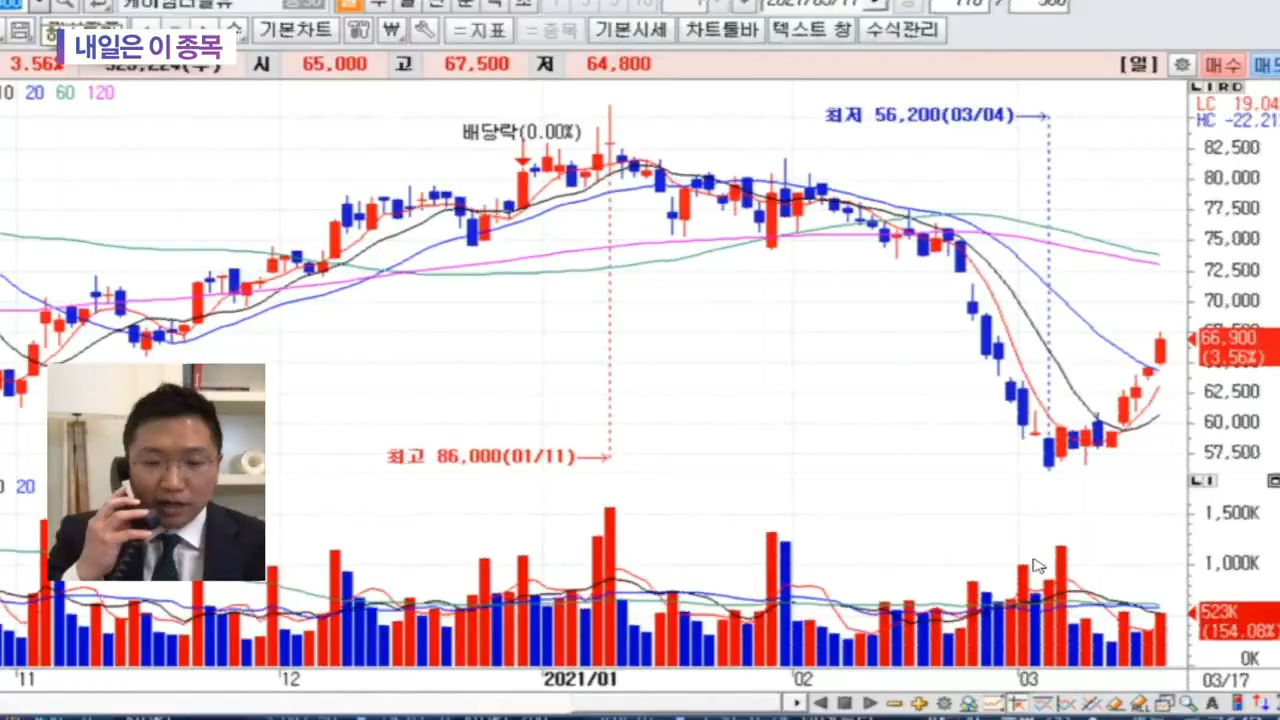 내일은 이 종목
기본차트
지표
종목
기본시세
차트툴바
텍스트 창
수식관리
3.56%
시 65,000 고 67,500 저 64,800
[일]
매수
20 60 120
LC 19.04
HC -22.21
배당락(0.00%)
최저 56,200(03/04)
82,500
80,000
77,500
75,000
72,500
70,000
66,900
(3.56%)
62,500
60,000
57,500
최고 86,000(01/11)
20
1,500K
1,000K
523K
(154.08%)
0K
11
12
2021/01
02
03
03/17